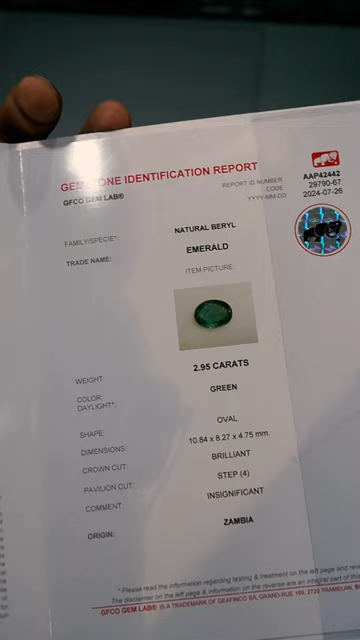 GEMSTONE IDENTIFICATION REPORT
GFCO GEM LAB®
REPORT ID NUMBER AAP42442
CODE 29790-67
YYYY-MM-DD 2024-07-26
FAMILY/SPECIE*: NATURAL BERYL
TRADE NAME: EMERALD
ITEM PICTURE:
WEIGHT: 2.95 CARATS
COLOR: GREEN
DAYLIGHT*:
SHAPE: OVAL
DIMENSIONS: 10.84 x 8.27 x 4.75 mm.
CROWN CUT: BRILLIANT
PAVILION CUT: STEP (4)
COMMENT: INSIGNIFICANT
ORIGIN: ZAMBIA
* Please read the information regarding testing & treatment on the left page and
The disclaimer on the left page & information on the reverse are an integral part of
GFCO GEM LAB® IS A TRADEMARK OF GEAFINCO SA, GRAND-RUE 169, 2720 TRAMELAN,